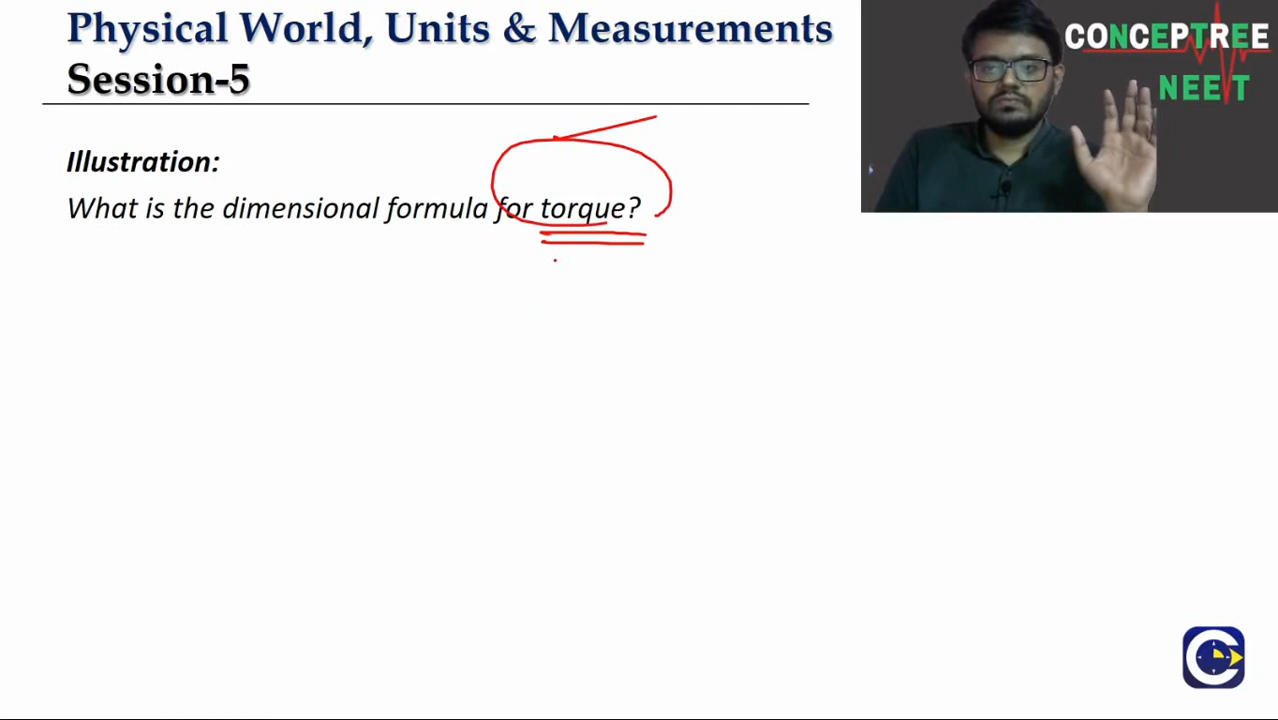 Physical World, Units & Measurements
Session-5
CONCEPTREE
NEET
Illustration:
What is the dimensional formula for torque?